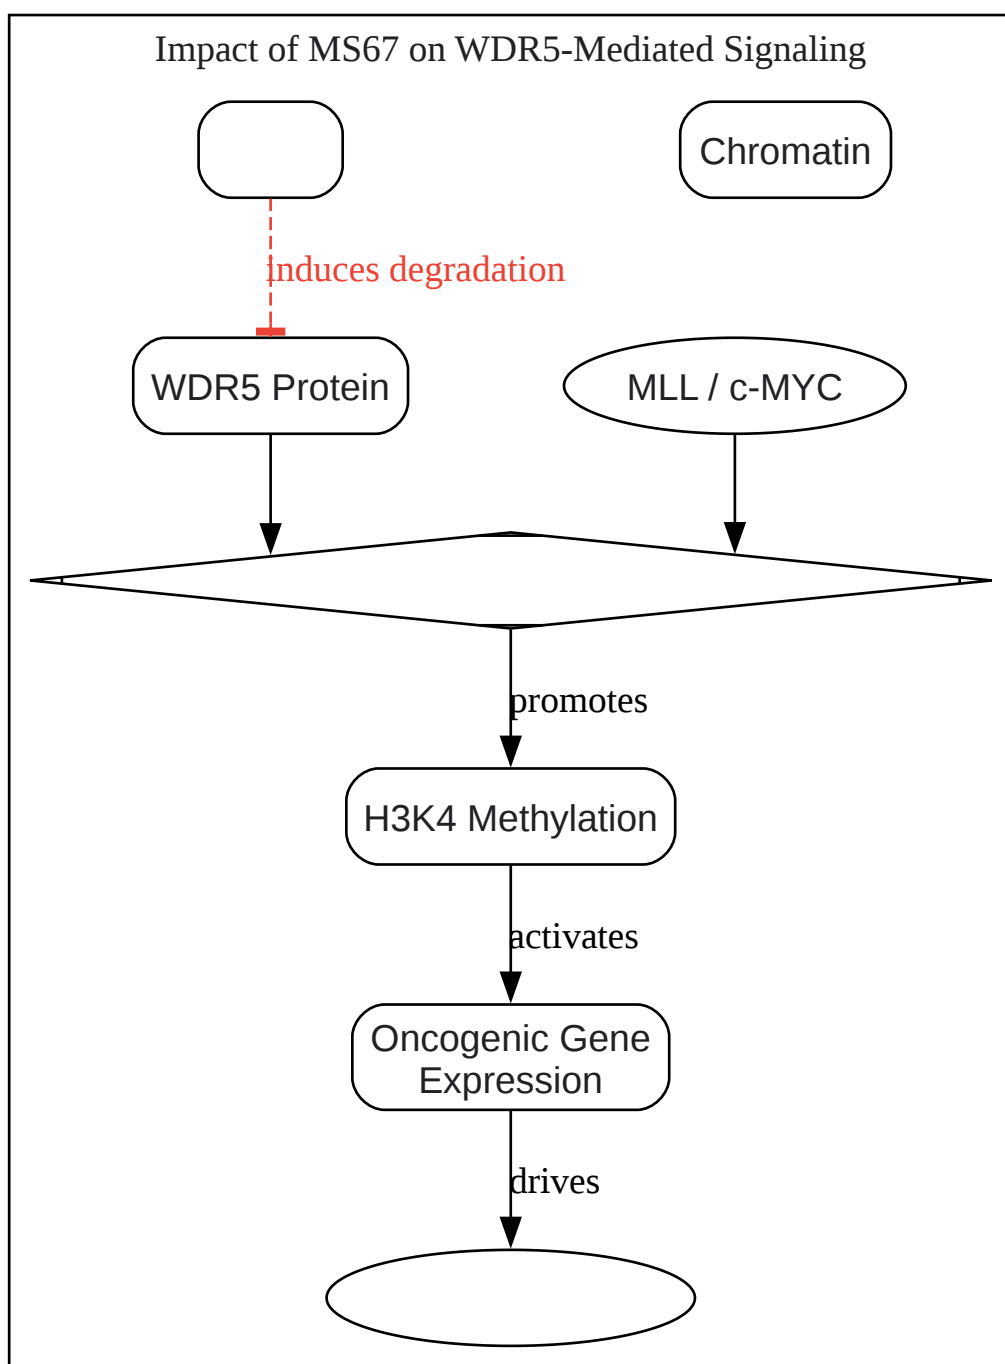 Impact of MS67 on WDR5-Mediated Signaling
Chromatin
induces degradation
WDR5 Protein
MLL / c-MYC
promotes
H3K4 Methylation
activates
Oncogenic Gene
Expression
drives